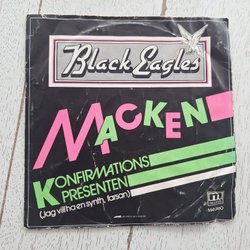 Black Eagles
MACKEN
KONFIRMATIONS
PRESENTEN
(Jag vill ha en synth, farsan)